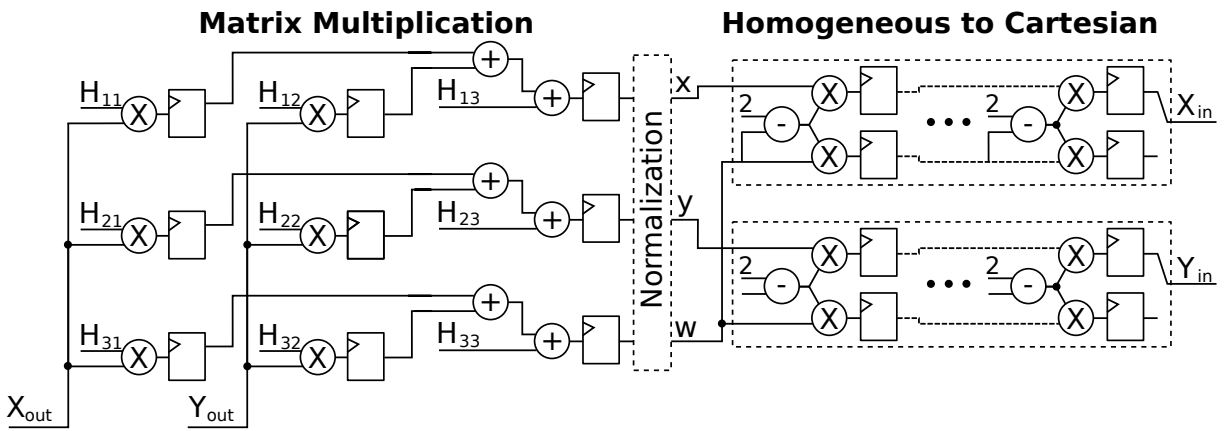 Matrix Multiplication
Homogeneous to Cartesian
H11 X
H12 X
+
H13 +
H21 X
H22 X
+
H23 +
H31 X
H32 X
+
H33 +
Xout
Yout
Normalization
x
y
w
X
2 -
X
...
X
2 -
X
Xin
X
2 -
X
...
X
2 -
X
Yin